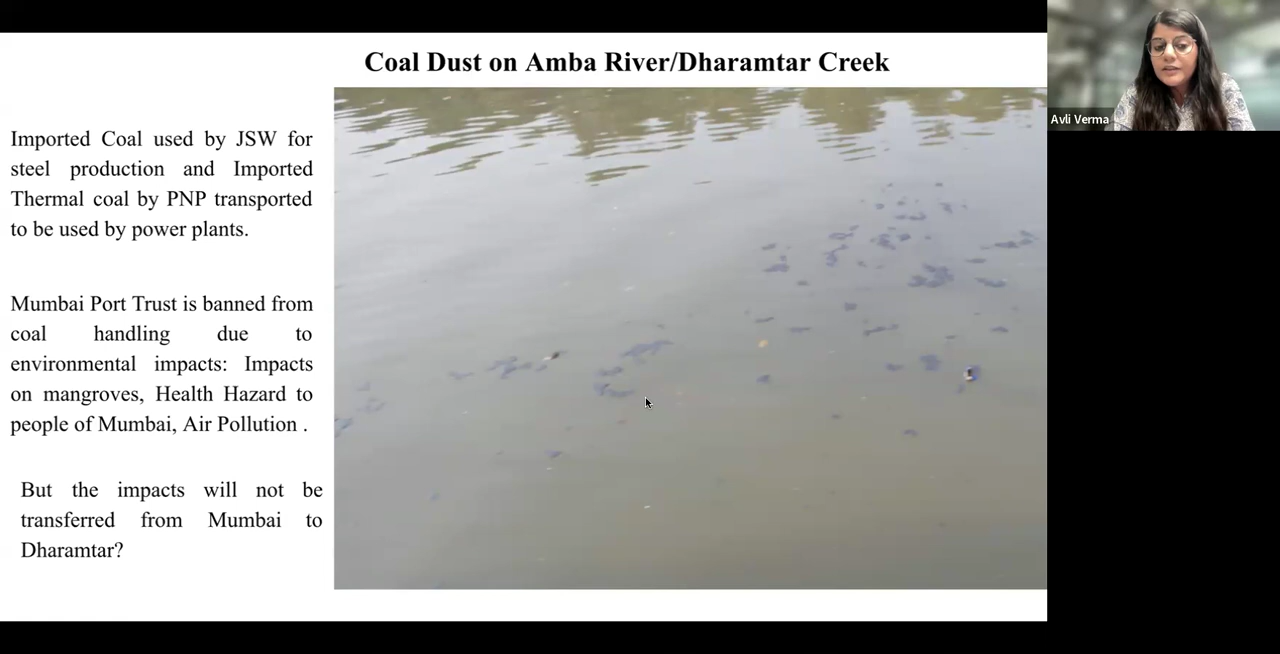 Coal Dust on Amba River/Dharamtar Creek
Avli Verma
Imported Coal used by JSW for
steel production and Imported
Thermal coal by PNP transported
to be used by power plants.
Mumbai Port Trust is banned from
coal handling due to
environmental impacts: Impacts
on mangroves, Health Hazard to
people of Mumbai, Air Pollution .
But the impacts will not be
transferred from Mumbai to
Dharamtar?